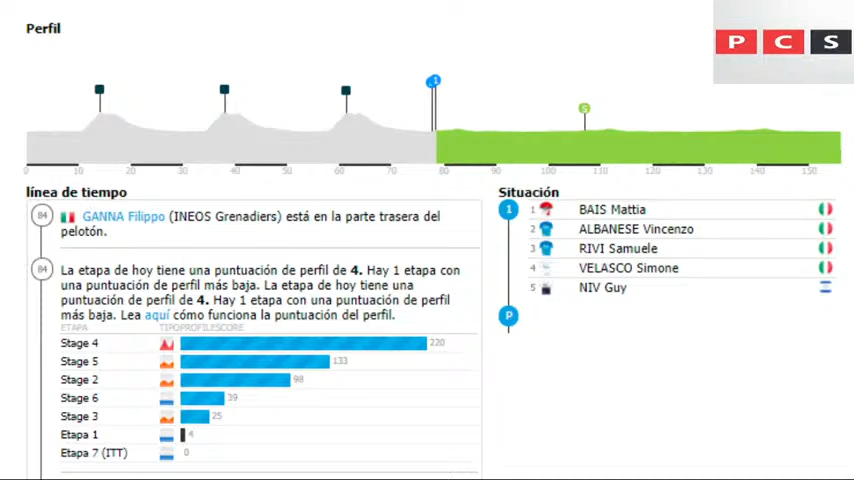 Perfil
P C S
1
S
0 10 20 30 40 50 60 70 80 90 100 110 120 130 140 150
línea de tiempo
84 GANNA Filippo (INEOS Grenadiers) está en la parte trasera del
pelotón.
84
La etapa de hoy tiene una puntuación de perfil de 4. Hay 1 etapa con
una puntuación de perfil más baja. La etapa de hoy tiene una
puntuación de perfil de 4. Hay 1 etapa con una puntuación de perfil
más baja. Lea aquí cómo funciona la puntuación del perfil.
ETAPA TIPO PROFILESCORE
Stage 4 220
Stage 5 133
Stage 2 98
Stage 6 39
Stage 3 25
Etapa 1 4
Etapa 7 (ITT) 0
Situación
1
1 BAIS Mattia
2 ALBANESE Vincenzo
3 RIVI Samuele
4 VELASCO Simone
5 NIV Guy
P